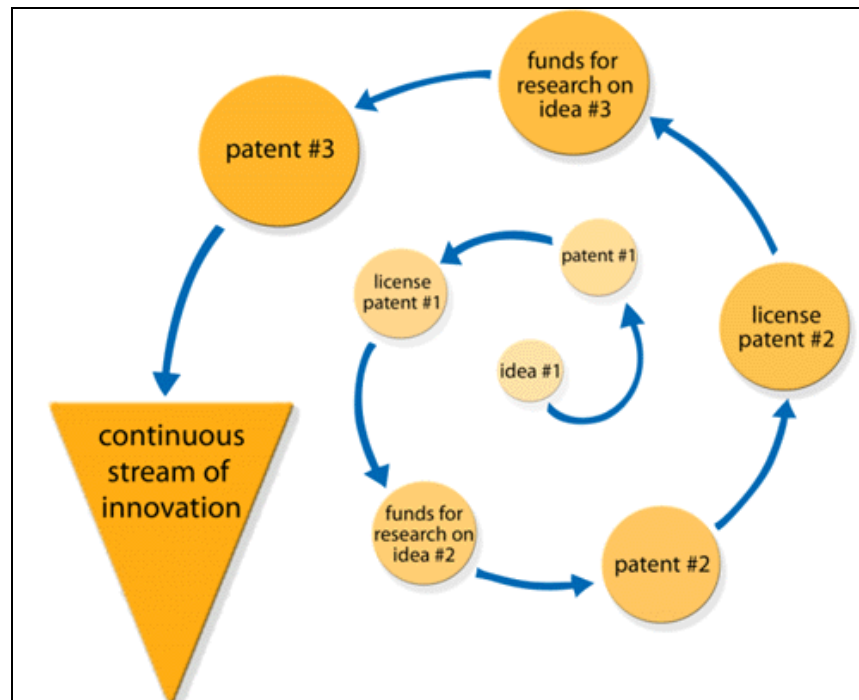 idea #1
patent #1
license
patent #1
funds for
research on
idea #2
patent #2
license
patent #2
funds for
research on
idea #3
patent #3
continuous
stream of
innovation